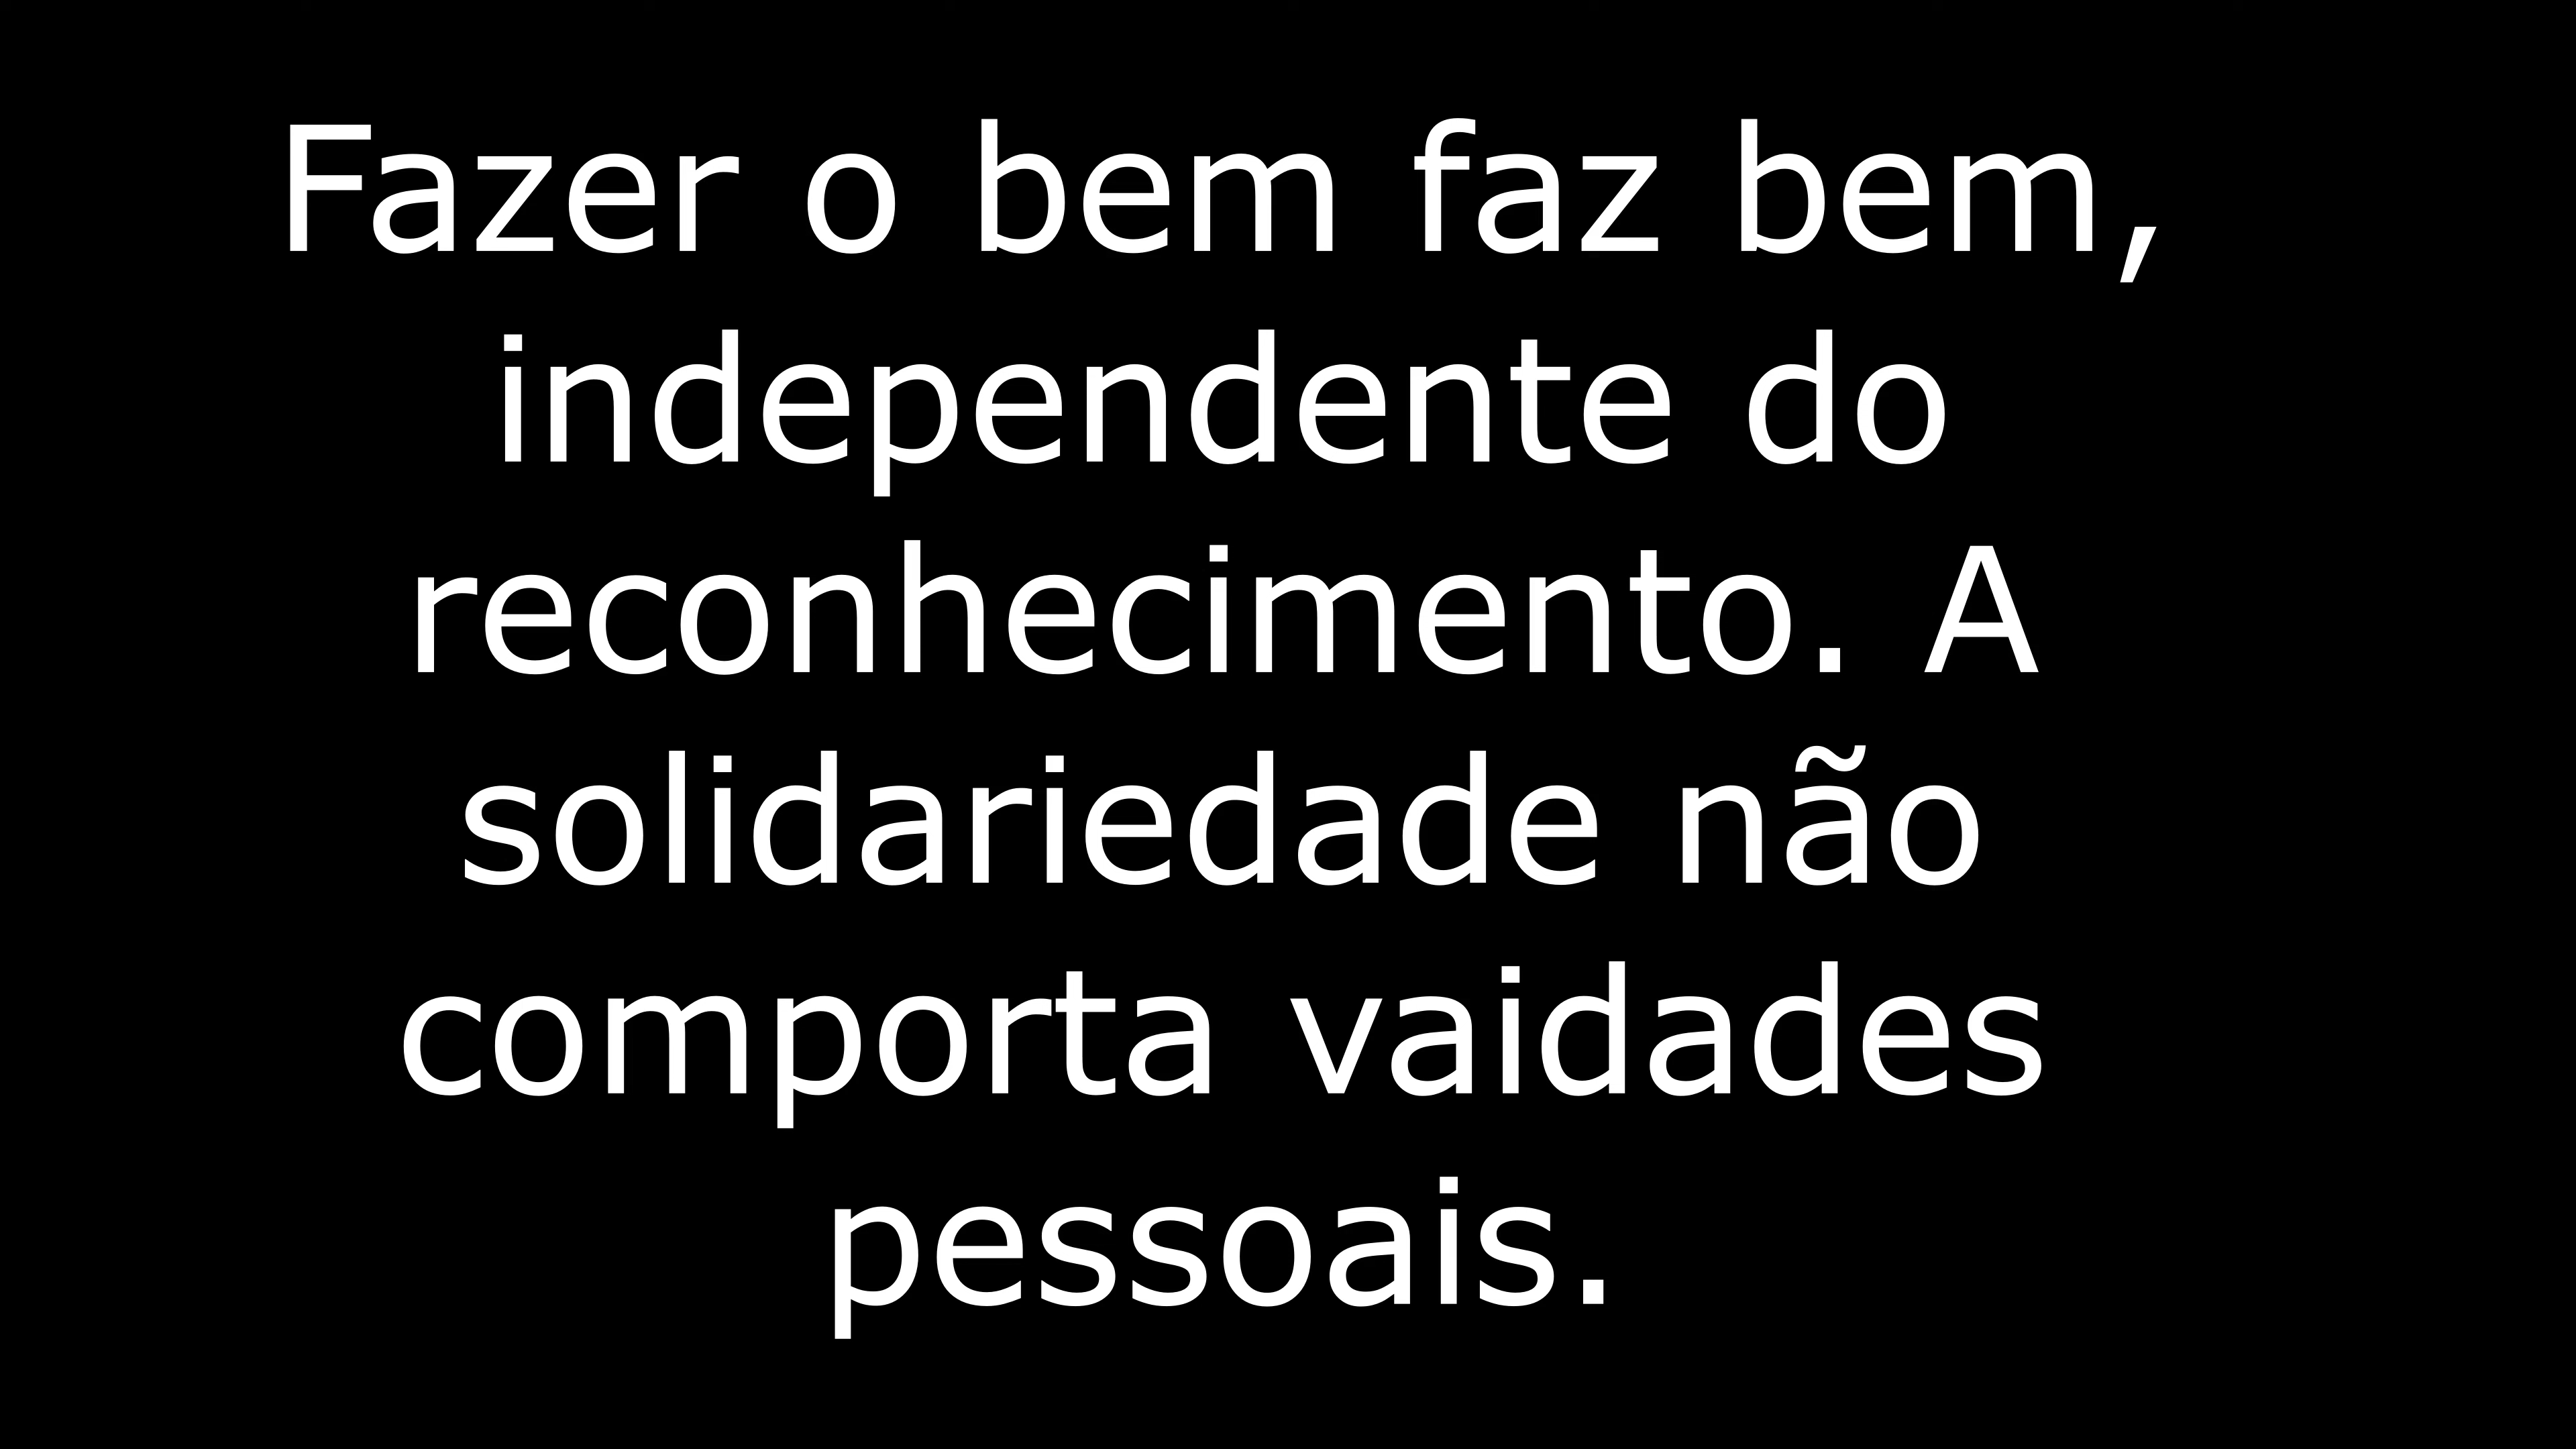 Fazer o bem faz bem,
independente do
reconhecimento. A
solidariedade não
comporta vaidades
pessoais.